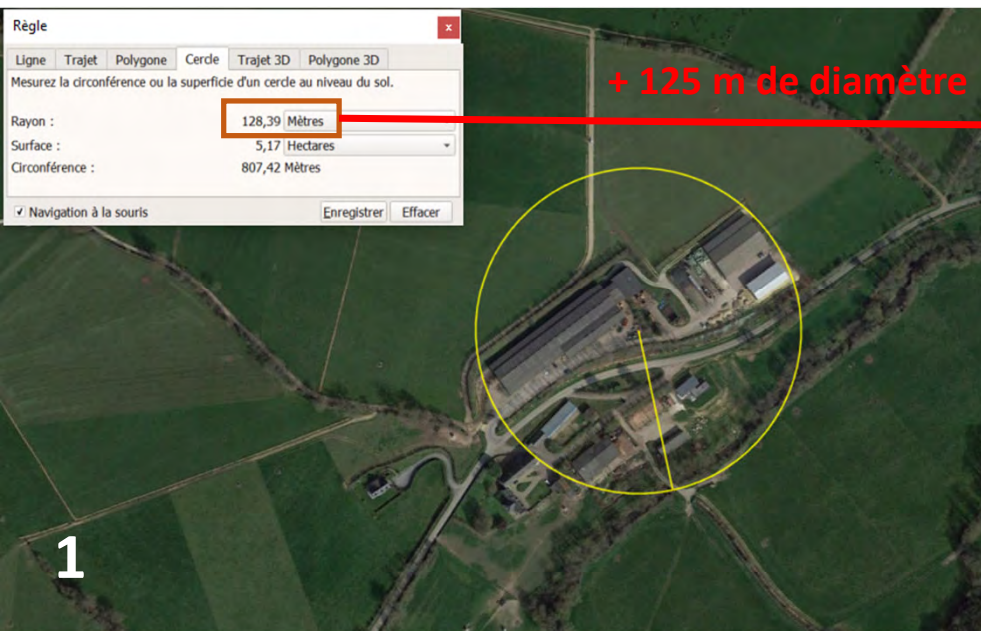 Règle
x
Ligne Trajet Polygone Cercle Trajet 3D Polygone 3D
Mesurez la circonférence ou la superficie d'un cercle au niveau du sol.
Rayon : 128,39 Mètres
Surface : 5,17 Hectares
Circonférence : 807,42 Mètres
Navigation à la souris Enregistrer Effacer
+ 125 m de diamètre
1